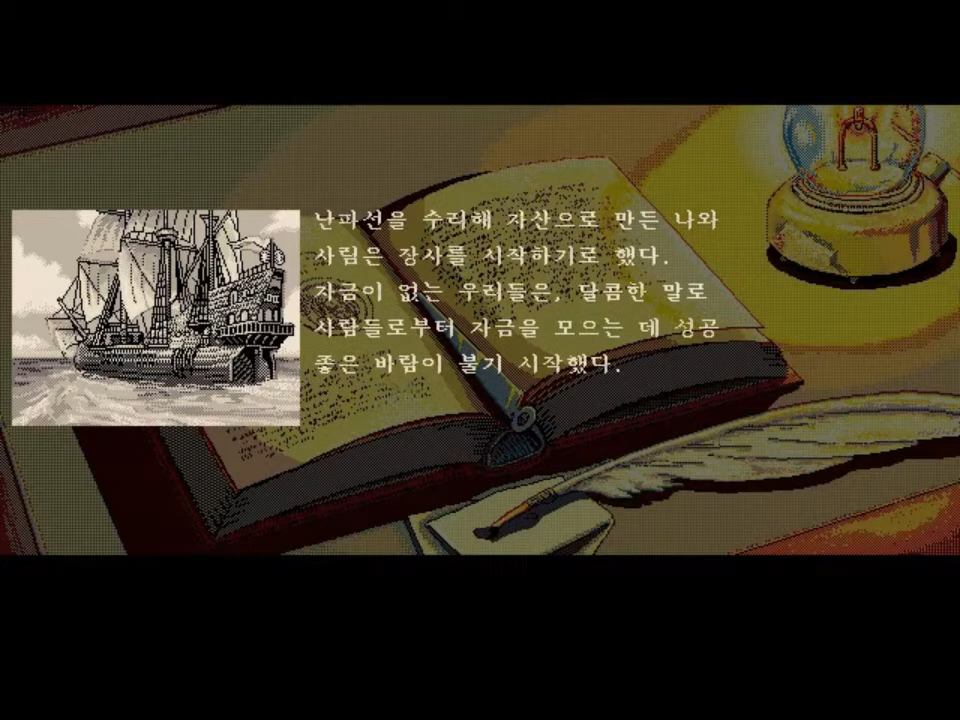 난파선을 수리해 자산으로 만든 나와
사림은 장사를 시작하기로 했다.
자금이 없는 우리들은, 달콤한 말로
사람들로부터 자금을 모으는 데 성공
좋은 바람이 불기 시작했다.